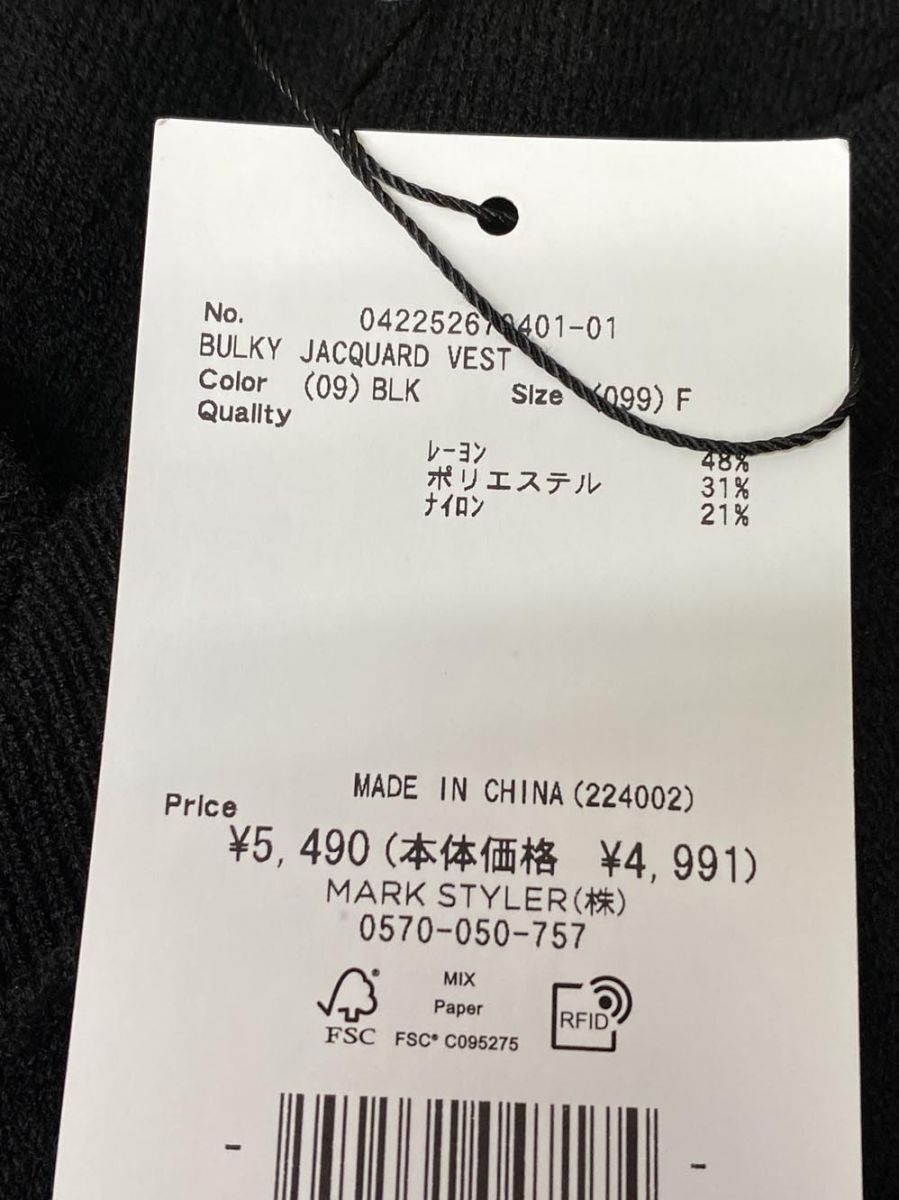 No. 0422526 0401-01
BULKY JACQUARD VEST
Color (09) BLK Size (099) F
Quality
レーヨン 48%
ポリエステル 31%
ナイロン 21%
MADE IN CHINA(224002)
Price
¥5,490(本体価格 ¥4,991)
MARK STYLER(株)
0570-050-757
MIX
Paper
FSC® FSC® C095275
RFID